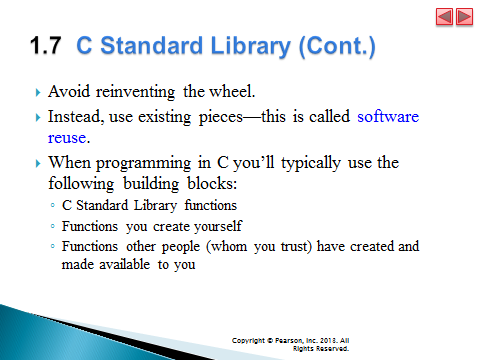 1.7 C Standard Library (Cont.)
Avoid reinventing the wheel.
Instead, use existing pieces—this is called software
reuse.
When programming in C you’ll typically use the
following building blocks:
C Standard Library functions
Functions you create yourself
Functions other people (whom you trust) have created and
made available to you
Copyright © Pearson, Inc. 2013. All
Rights Reserved.